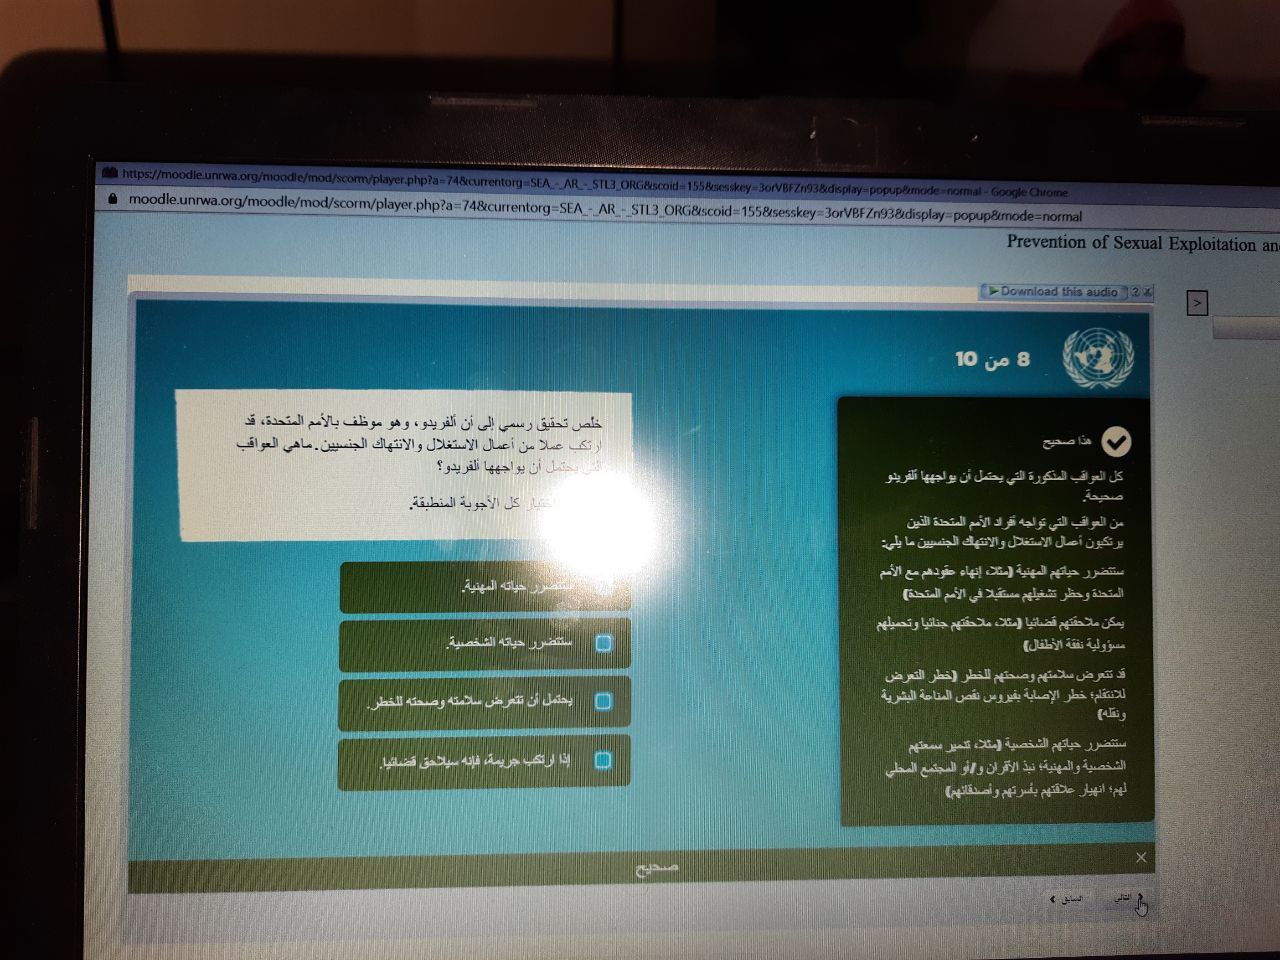 https://moodle.unrwa.org/moodle/mod/scorm/player.php?a=74&currentorg=SEA_-_AR_-_STL3_ORG&scoid=155&sesskey=3orVBFZn93&display=popup&mode=normal - Google Chrome
moodle.unrwa.org/moodle/mod/scorm/player.php?a=74&currentorg=SEA_-_AR_-_STL3_ORG&scoid=155&sesskey=3orVBFZn93&display=popup&mode=normal
Prevention of Sexual Exploitation an
Download this audio ? X
>
8 من 10
خلُص تحقيق رسمي إلى أن ألفريدو، وهو موظف بالأمم المتحدة، قد
ارتكب عملا من أعمال الاستغلال والانتهاك الجنسيين. ماهي العواقب
التي يحتمل أن يواجهها ألفريدو؟
اختيار كل الأجوبة المنطبقة.
ستتضرر حياته المهنية.
ستتضرر حياته الشخصية.
يحتمل أن تتعرض سلامته وصحته للخطر.
إذا ارتكب جريمة، فإنه سيلاحق قضائيا.
هذا صحيح
كل العواقب المذكورة التي يحتمل أن يواجهها ألفريدو
صحيحة.
من العواقب التي تواجه أفراد الأمم المتحدة الذين
يرتكبون أعمال الاستغلال والانتهاك الجنسيين ما يلي:
ستتضرر حياتهم المهنية (مثلا، إنهاء عقودهم مع الأمم
المتحدة وحظر تشغيلهم مستقبلا في الأمم المتحدة)
يمكن ملاحقتهم قضائيا (مثلا، ملاحقتهم جنائيا وتحميلهم
مسؤولية نفقة الأطفال)
قد تتعرض سلامتهم وصحتهم للخطر (خطر التعرض
للانتقام؛ خطر الإصابة بفيروس نقص المناعة البشرية
ونقله)
ستتضرر حياتهم الشخصية (مثلا، تدمير سمعتهم
الشخصية والمهنية؛ نبذ الأقران و/أو المجتمع المحلي
لهم؛ انهيار علاقتهم بأسرتهم وأصدقائهم)
صحيح
التالي
السابق